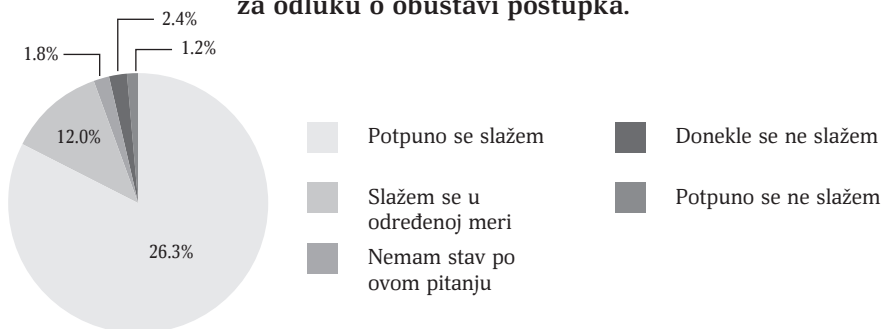 za odluku o obustavi postupka.
2.4%
1.8%
1.2%
12.0%
26.3%
Potpuno se slažem
Slažem se u
određenoj meri
Nemam stav po
ovom pitanju
Donekle se ne slažem
Potpuno se ne slažem